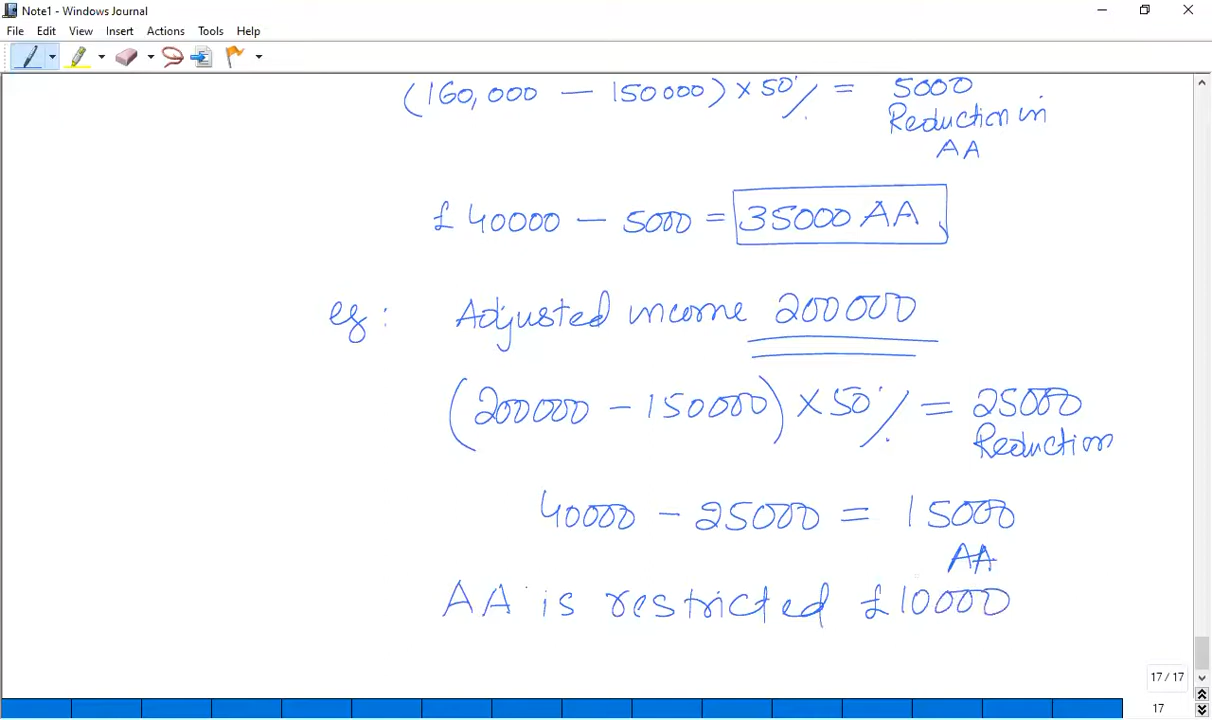 Note1 - Windows Journal
File Edit View Insert Actions Tools Help
(160,000 — 150000) × 50% = 5000
Reduction in
AA
£40000 — 5000 = 35000 AA
eg: Adjusted income 200000
(200000 – 150000) × 50% = 25000
Reduction
40000 – 25000 = 15000
AA
AA is restricted £10000
17 / 17
17